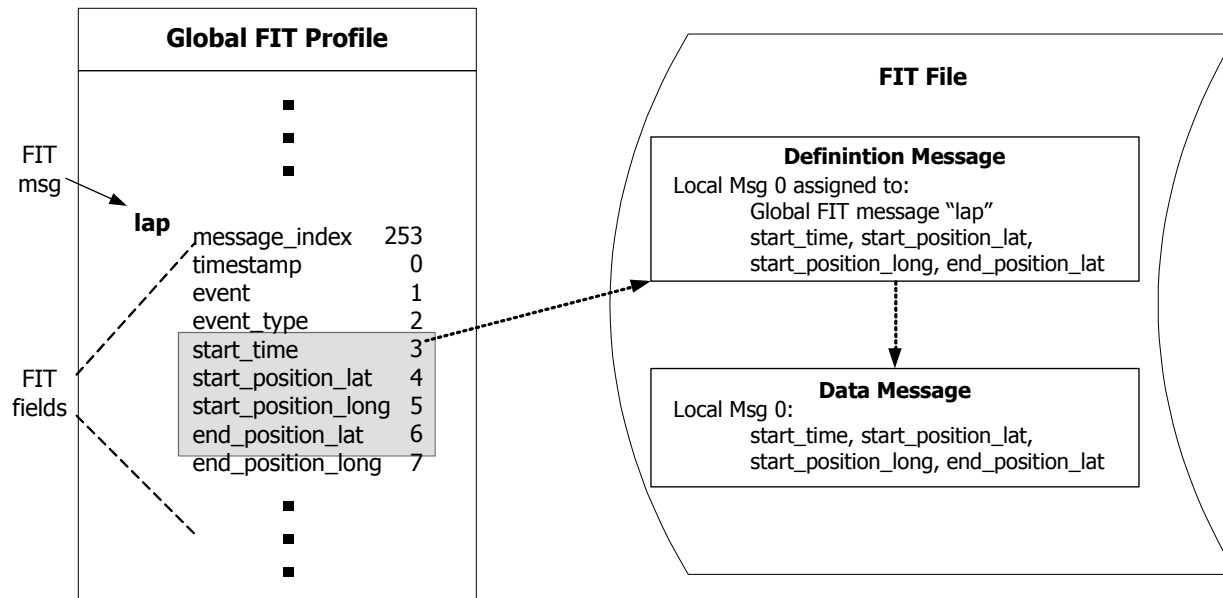 Global FIT Profile
FIT
msg
lap
message_index 253
timestamp 0
event 1
event_type 2
start_time 3
start_position_lat 4
start_position_long 5
end_position_lat 6
end_position_long 7
FIT
fields
FIT File
Definintion Message
Local Msg 0 assigned to:
Global FIT message “lap”
start_time, start_position_lat,
start_position_long, end_position_lat
Data Message
Local Msg 0:
start_time, start_position_lat,
start_position_long, end_position_lat